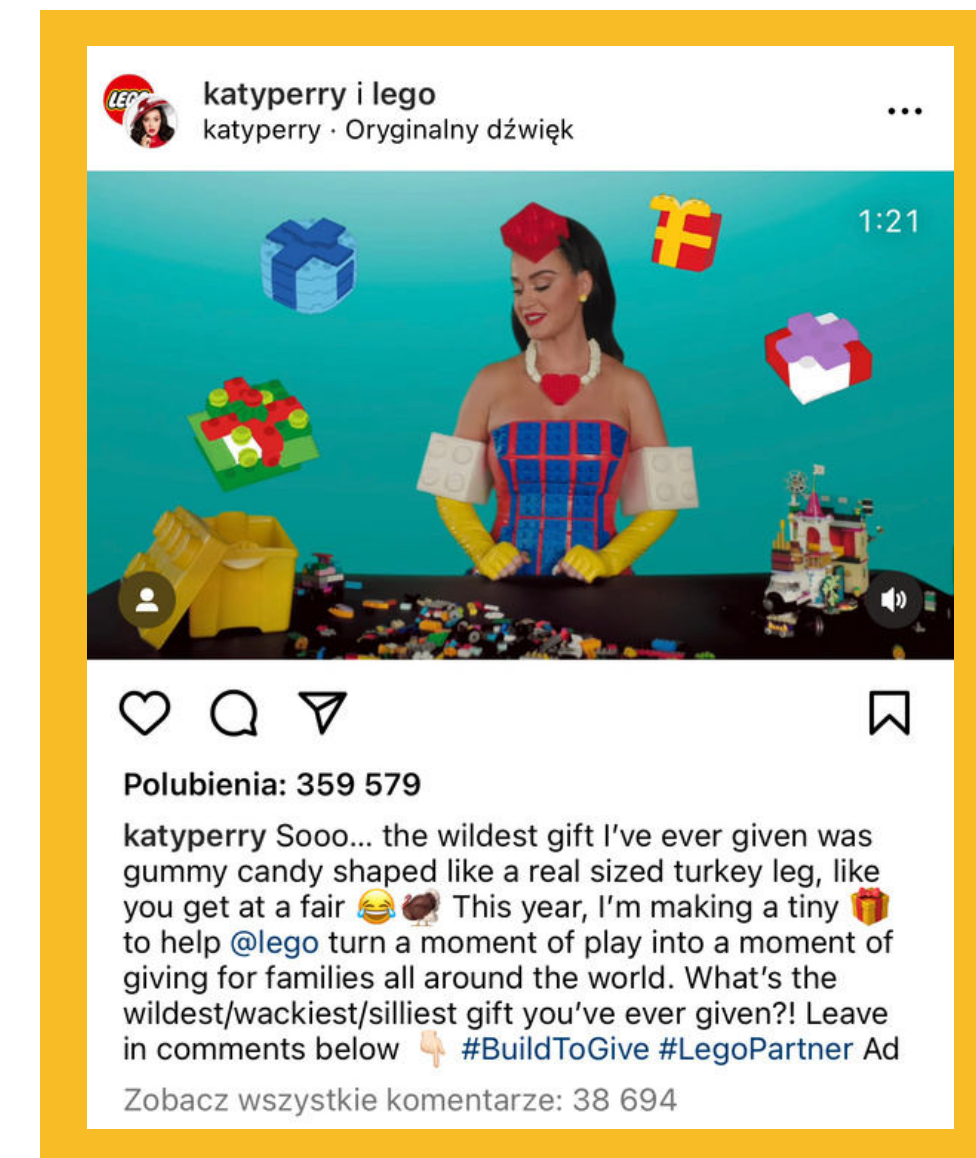 LEGO
katyperry i lego
katyperry · Oryginalny dźwięk
1:21
Polubienia: 359 579
katyperry Sooo... the wildest gift I've ever given was
gummy candy shaped like a real sized turkey leg, like
you get at a fair 😂🦃 This year, I'm making a tiny 🎁
to help @lego turn a moment of play into a moment of
giving for families all around the world. What's the
wildest/wackiest/silliest gift you've ever given?! Leave
in comments below 👇🏻 #BuildToGive #LegoPartner Ad
Zobacz wszystkie komentarze: 38 694